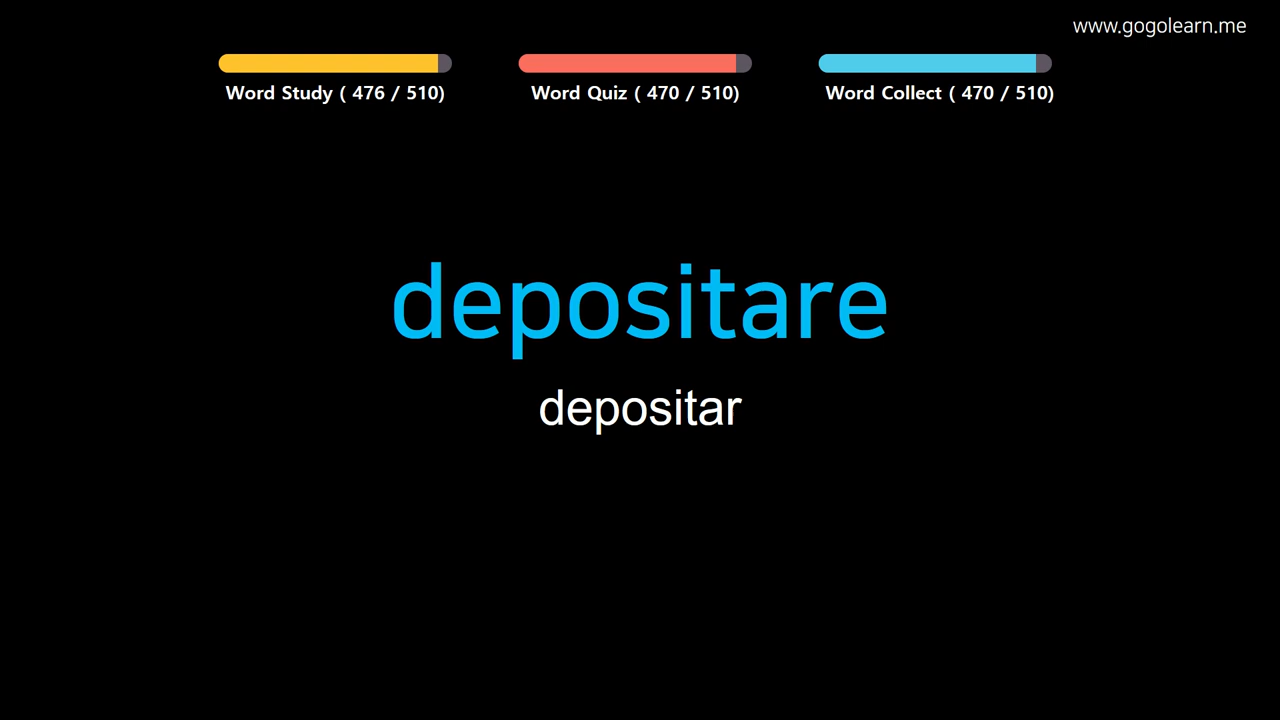 www.gogolearn.me
Word Study ( 476 / 510)
Word Quiz ( 470 / 510)
Word Collect ( 470 / 510)
depositare
depositar